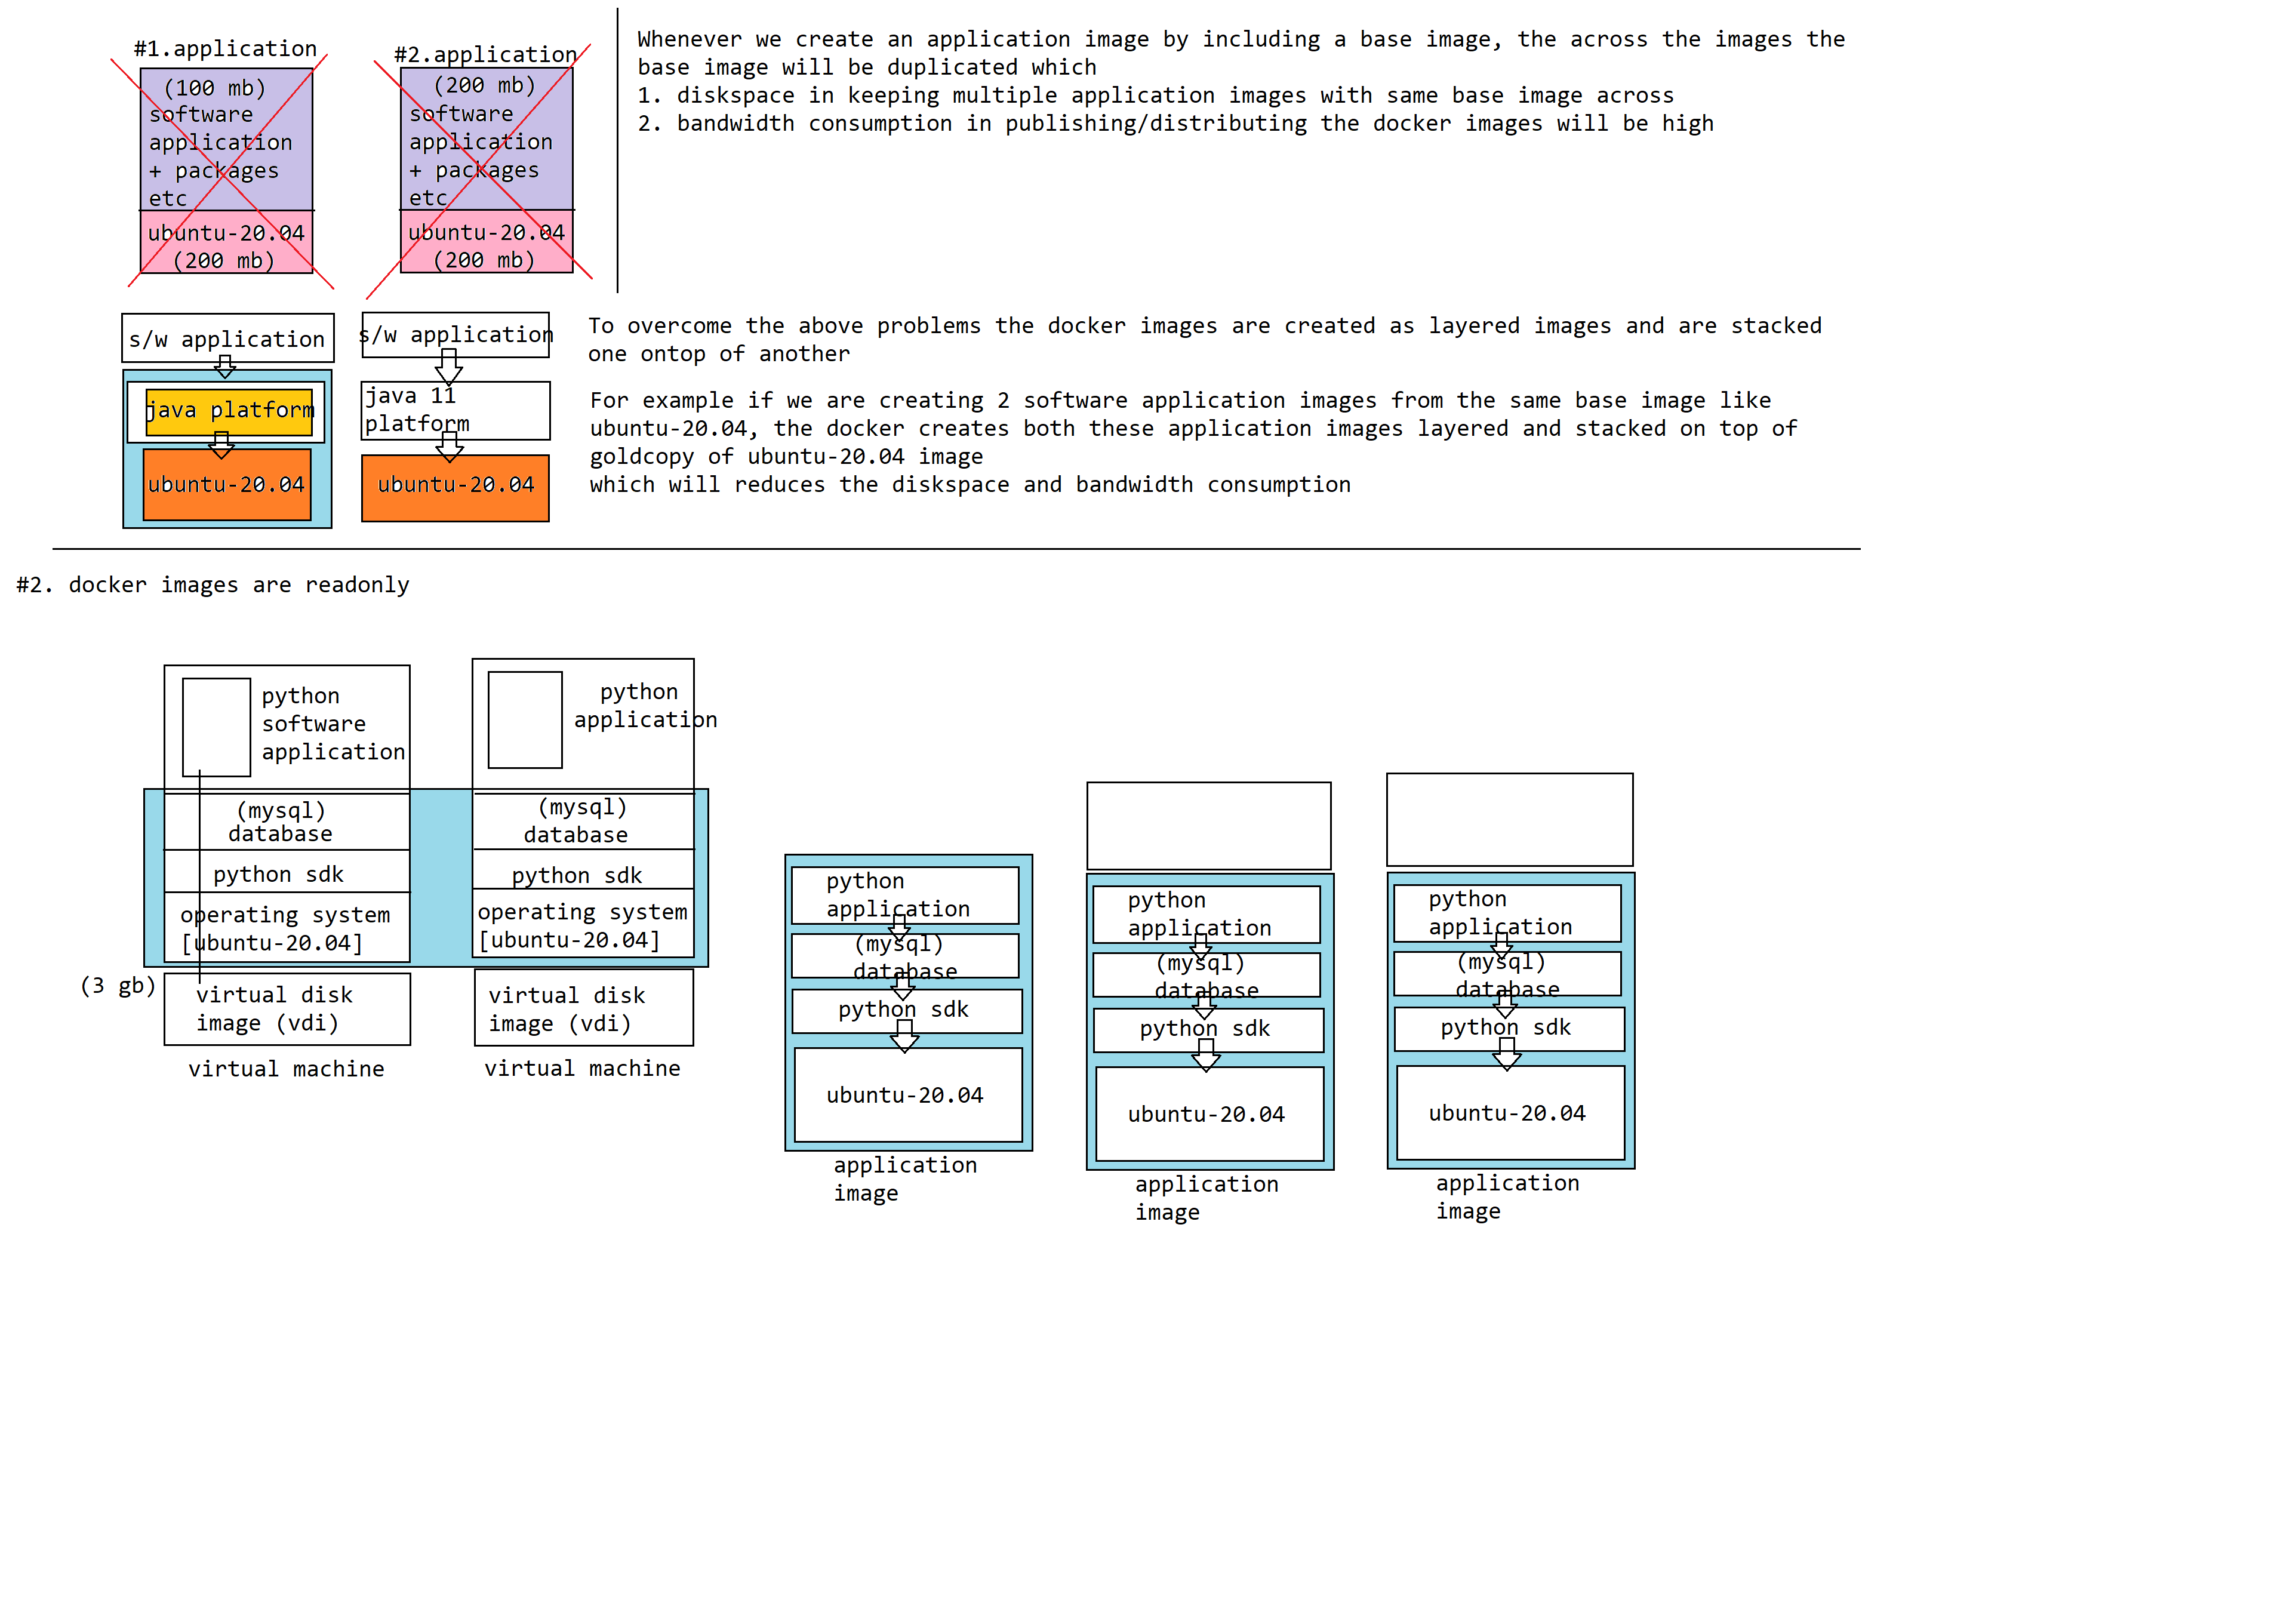 #1.application
(100 mb)
software
application
+ packages
etc
ubuntu-20.04
(200 mb)
#2.application
(200 mb)
software
application
+ packages
etc
ubuntu-20.04
(200 mb)
Whenever we create an application image by including a base image, the across the images the
base image will be duplicated which
1. diskspace in keeping multiple application images with same base image across
2. bandwidth consumption in publishing/distributing the docker images will be high
s/w application
java platform
ubuntu-20.04
s/w application
java 11
platform
ubuntu-20.04
To overcome the above problems the docker images are created as layered images and are stacked
one ontop of another
For example if we are creating 2 software application images from the same base image like
ubuntu-20.04, the docker creates both these application images layered and stacked on top of
goldcopy of ubuntu-20.04 image
which will reduces the diskspace and bandwidth consumption
#2. docker images are readonly
python
software
application
(mysql)
database
python sdk
operating system
[ubuntu-20.04]
(3 gb)
virtual disk
image (vdi)
virtual machine
python
application
(mysql)
database
python sdk
operating system
[ubuntu-20.04]
virtual disk
image (vdi)
virtual machine
python
application
(mysql)
database
python sdk
ubuntu-20.04
application
image
python
application
(mysql)
database
python sdk
ubuntu-20.04
application
image
python
application
(mysql)
database
python sdk
ubuntu-20.04
application
image